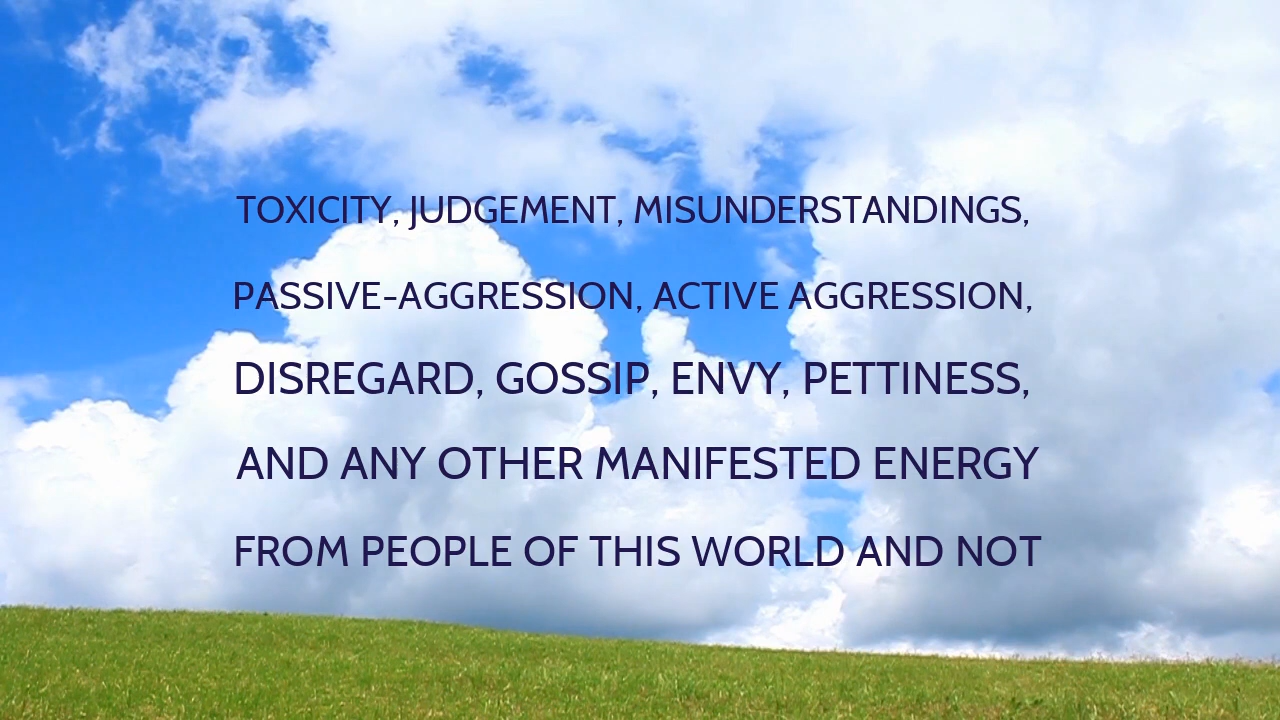 TOXICITY, JUDGEMENT, MISUNDERSTANDINGS,
PASSIVE-AGGRESSION, ACTIVE AGGRESSION,
DISREGARD, GOSSIP, ENVY, PETTINESS,
AND ANY OTHER MANIFESTED ENERGY
FROM PEOPLE OF THIS WORLD AND NOT